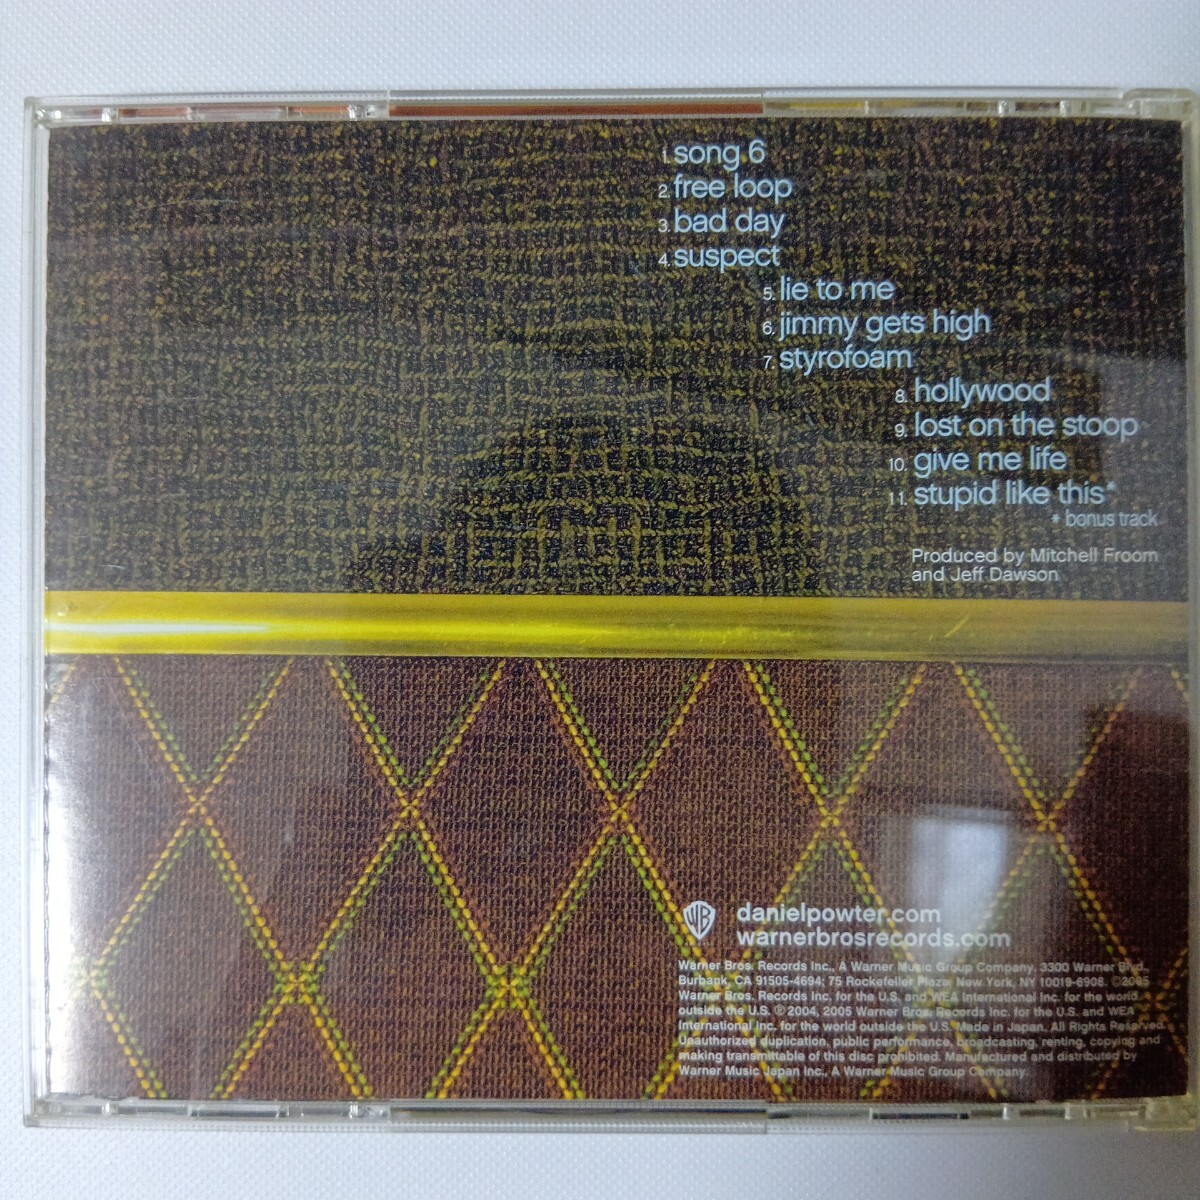 1. song 6
2. free loop
3. bad day
4. suspect
5. lie to me
6. jimmy gets high
7. styrofoam
8. hollywood
9. lost on the stoop
10. give me life
11. stupid like this*
* bonus track
Produced by Mitchell Froom
and Jeff Dawson
WB
danielpowter.com
warnerbrosrecords.com
Warner Bros. Records Inc., A Warner Music Group Company. 3300 Warner Blvd.,
Burbank, CA 91505-4694; 75 Rockefeller Plaza, New York, NY 10019-6908. ©2005
Warner Bros. Records Inc. for the U.S. and WEA International Inc. for the world
outside the U.S. ℗ 2004, 2005 Warner Bros. Records Inc. for the U.S. and WEA
International Inc. for the world outside the U.S. Made in Japan. All Rights Reserved.
Unauthorized duplication, public performance, broadcasting, renting, copying and
making transmittable of this disc prohibited. Manufactured and distributed by
Warner Music Japan Inc., A Warner Music Group Company.